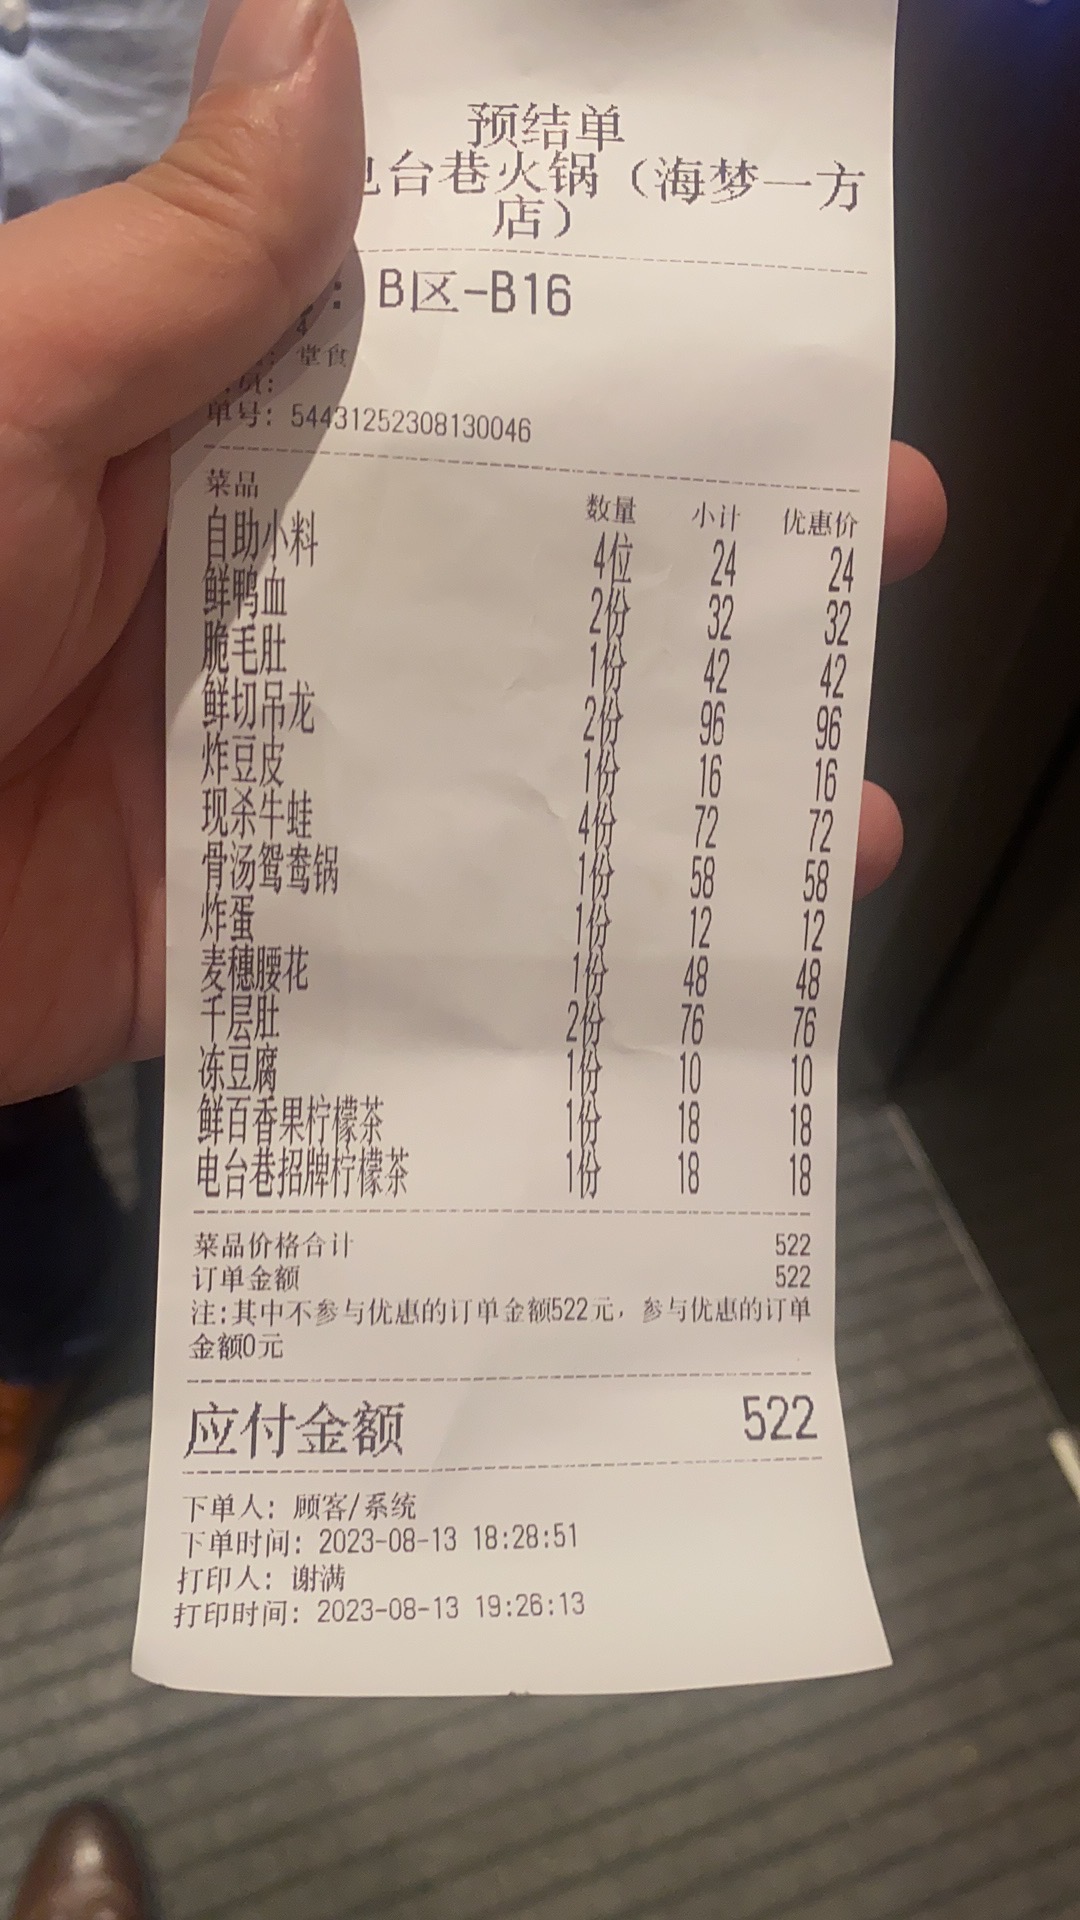 预结单
电台巷火锅（海梦一方
店）
: B区-B16
4
: 堂食
单号: 54431252308130046
菜品 数量 小计 优惠价
自助小料 4位 24 24
鲜鸭血 2份 32 32
脆毛肚 1份 42 42
鲜切吊龙 2份 96 96
炸豆皮 1份 16 16
现杀牛蛙 4份 72 72
骨汤鸳鸯锅 1份 58 58
炸蛋 1份 12 12
麦穗腰花 1份 48 48
千层肚 2份 76 76
冻豆腐 1份 10 10
鲜百香果柠檬茶 1份 18 18
电台巷招牌柠檬茶 1份 18 18
菜品价格合计 522
订单金额 522
注:其中不参与优惠的订单金额522元，参与优惠的订单
金额0元
应付金额 522
下单人: 顾客/系统
下单时间: 2023-08-13 18:28:51
打印人: 谢满
打印时间: 2023-08-13 19:26:13